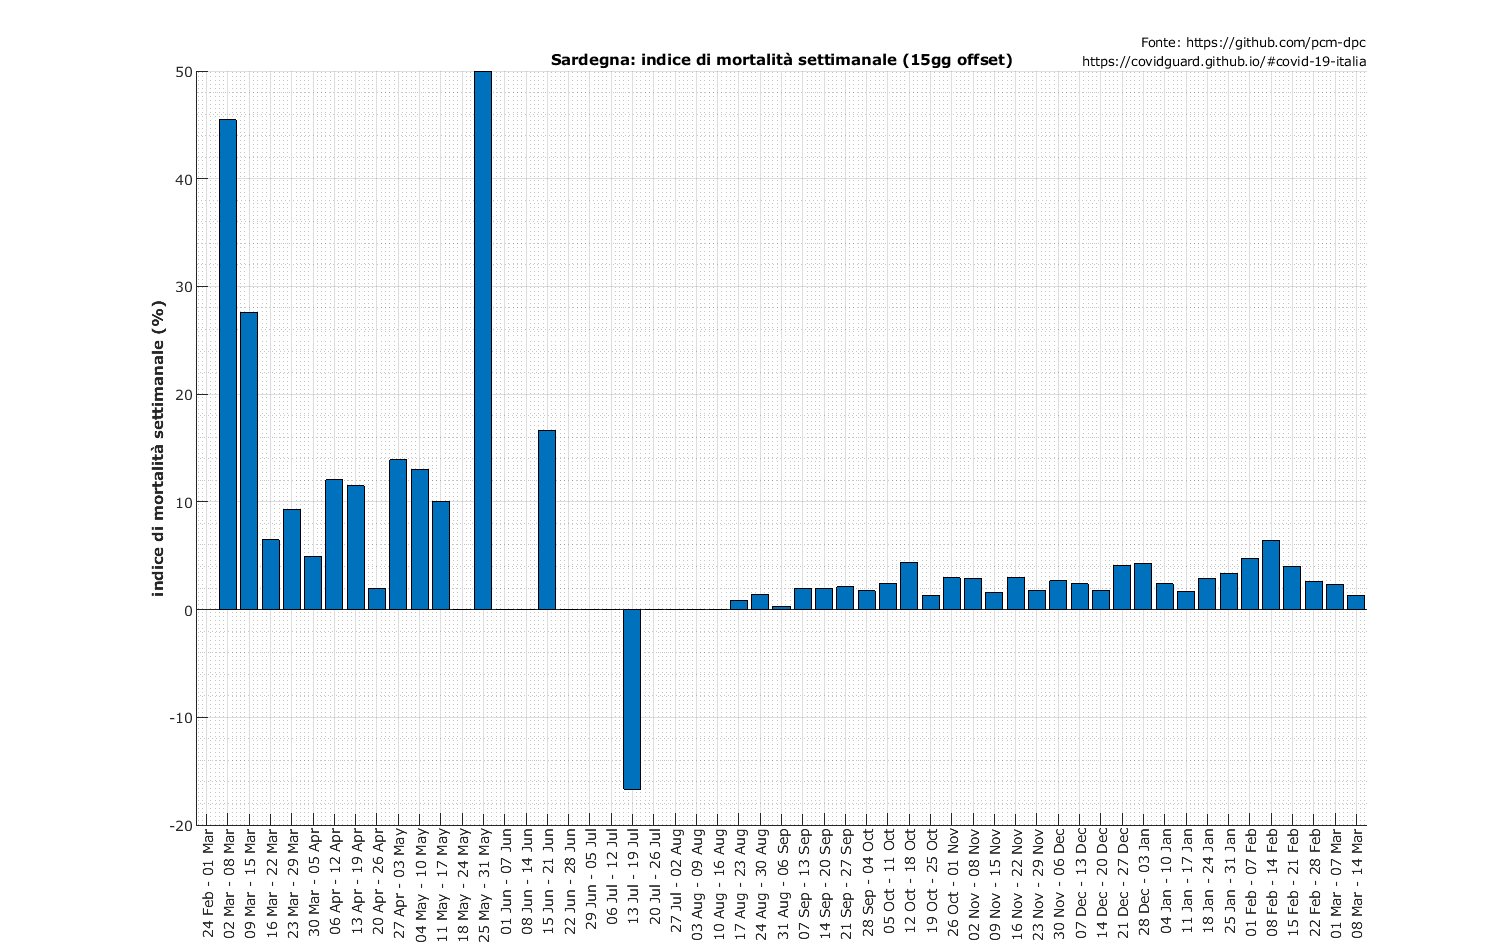 Fonte: https://github.com/pcm-dpc
Sardegna: indice di mortalità settimanale (15gg offset)
https://covidguard.github.io/#covid-19-italia
indice di mortalità settimanale (%)
50
40
30
20
10
0
-10
-20
24 Feb - 01 Mar
02 Mar - 08 Mar
09 Mar - 15 Mar
16 Mar - 22 Mar
23 Mar - 29 Mar
30 Mar - 05 Apr
06 Apr - 12 Apr
13 Apr - 19 Apr
20 Apr - 26 Apr
27 Apr - 03 May
04 May - 10 May
11 May - 17 May
18 May - 24 May
25 May - 31 May
01 Jun - 07 Jun
08 Jun - 14 Jun
15 Jun - 21 Jun
22 Jun - 28 Jun
29 Jun - 05 Jul
06 Jul - 12 Jul
13 Jul - 19 Jul
20 Jul - 26 Jul
27 Jul - 02 Aug
03 Aug - 09 Aug
10 Aug - 16 Aug
17 Aug - 23 Aug
24 Aug - 30 Aug
31 Aug - 06 Sep
07 Sep - 13 Sep
14 Sep - 20 Sep
21 Sep - 27 Sep
28 Sep - 04 Oct
05 Oct - 11 Oct
12 Oct - 18 Oct
19 Oct - 25 Oct
26 Oct - 01 Nov
02 Nov - 08 Nov
09 Nov - 15 Nov
16 Nov - 22 Nov
23 Nov - 29 Nov
30 Nov - 06 Dec
07 Dec - 13 Dec
14 Dec - 20 Dec
21 Dec - 27 Dec
28 Dec - 03 Jan
04 Jan - 10 Jan
11 Jan - 17 Jan
18 Jan - 24 Jan
25 Jan - 31 Jan
01 Feb - 07 Feb
08 Feb - 14 Feb
15 Feb - 21 Feb
22 Feb - 28 Feb
01 Mar - 07 Mar
08 Mar - 14 Mar